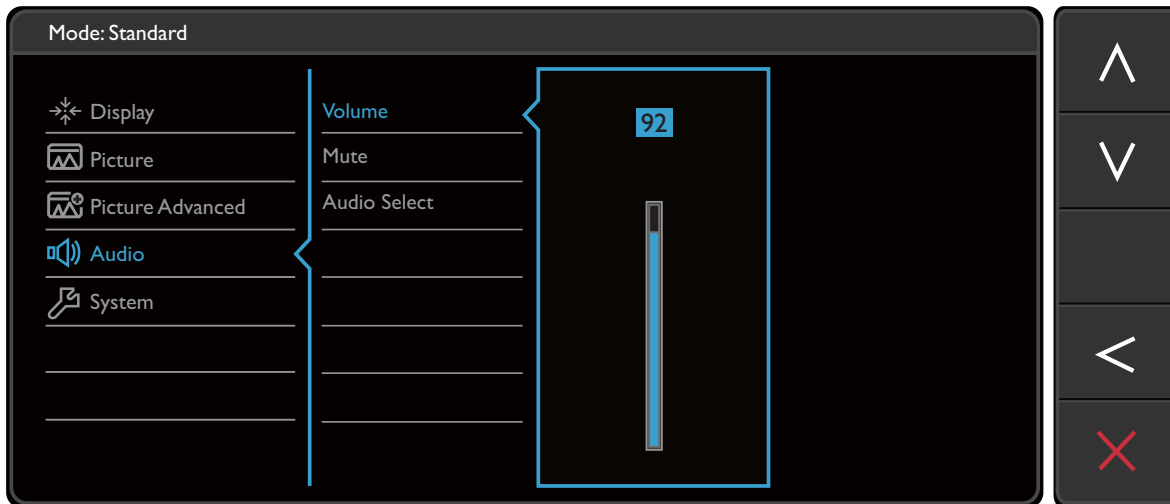 Mode: Standard
Display
Picture
Picture Advanced
Audio
System
Volume
Mute
Audio Select
92